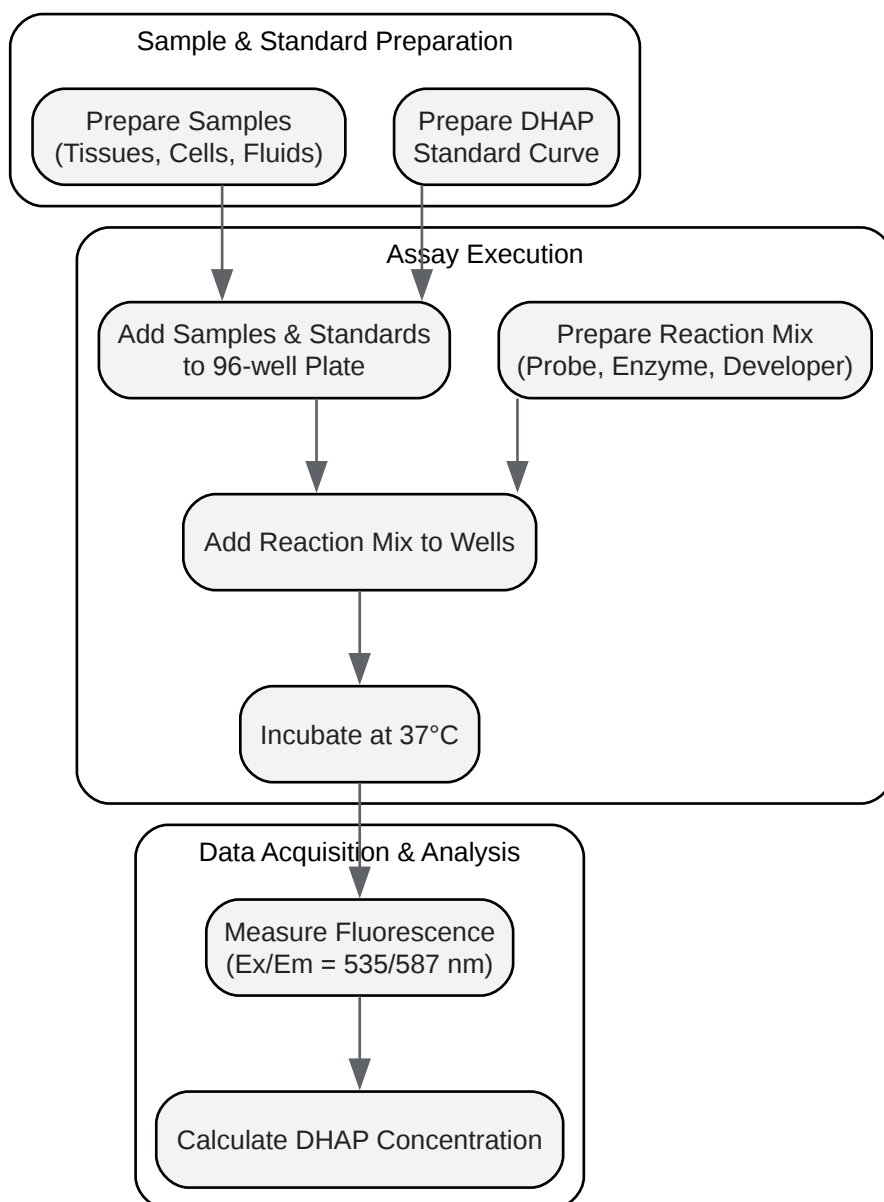 Sample & Standard Preparation
Prepare Samples
(Tissues, Cells, Fluids)
Prepare DHAP
Standard Curve
Assay Execution
Add Samples & Standards
to 96-well Plate
Prepare Reaction Mix
(Probe, Enzyme, Developer)
Add Reaction Mix to Wells
Incubate at 37°C
Data Acquisition & Analysis
Measure Fluorescence
(Ex/Em = 535/587 nm)
Calculate DHAP Concentration